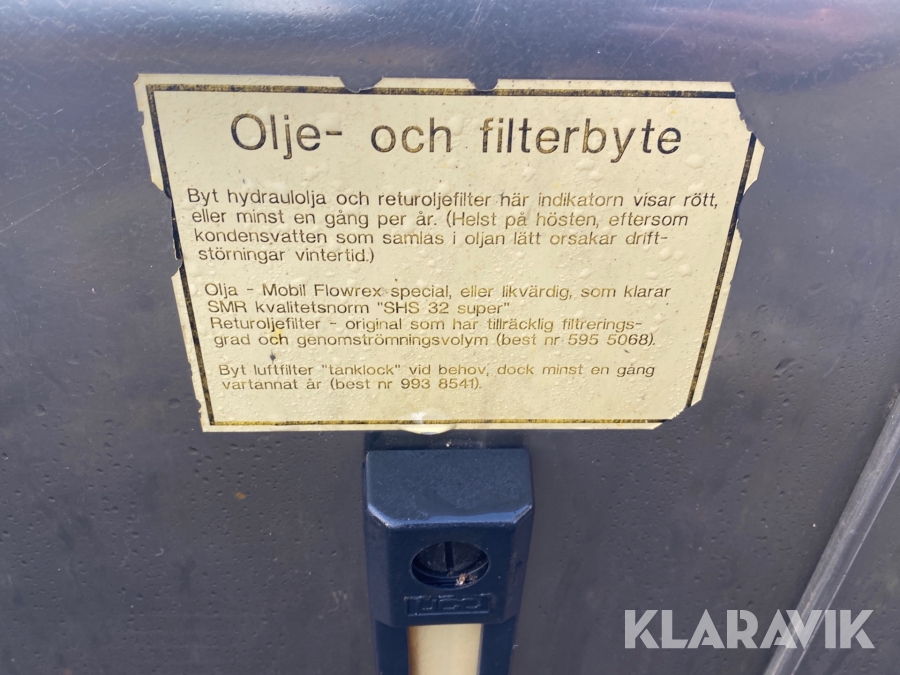 Olje- och filterbyte
Byt hydraulolja och returoljefilter här indikatorn visar rött,
eller minst en gång per år. (Helst på hösten, eftersom
kondensvatten som samlas i oljan lätt orsakar drift-
störningar vintertid.)
Olja - Mobil Flowrex special, eller likvärdig, som klarar
SMR kvalitetsnorm "SHS 32 super"
Returoljefilter - original som har tillräcklig filtrerings-
grad och genomströmningsvolym (best nr 595 5068).
Byt luftfilter "tanklock" vid behov, dock minst en gång
vartannat år (best nr 993 8541).
KLARAVIK